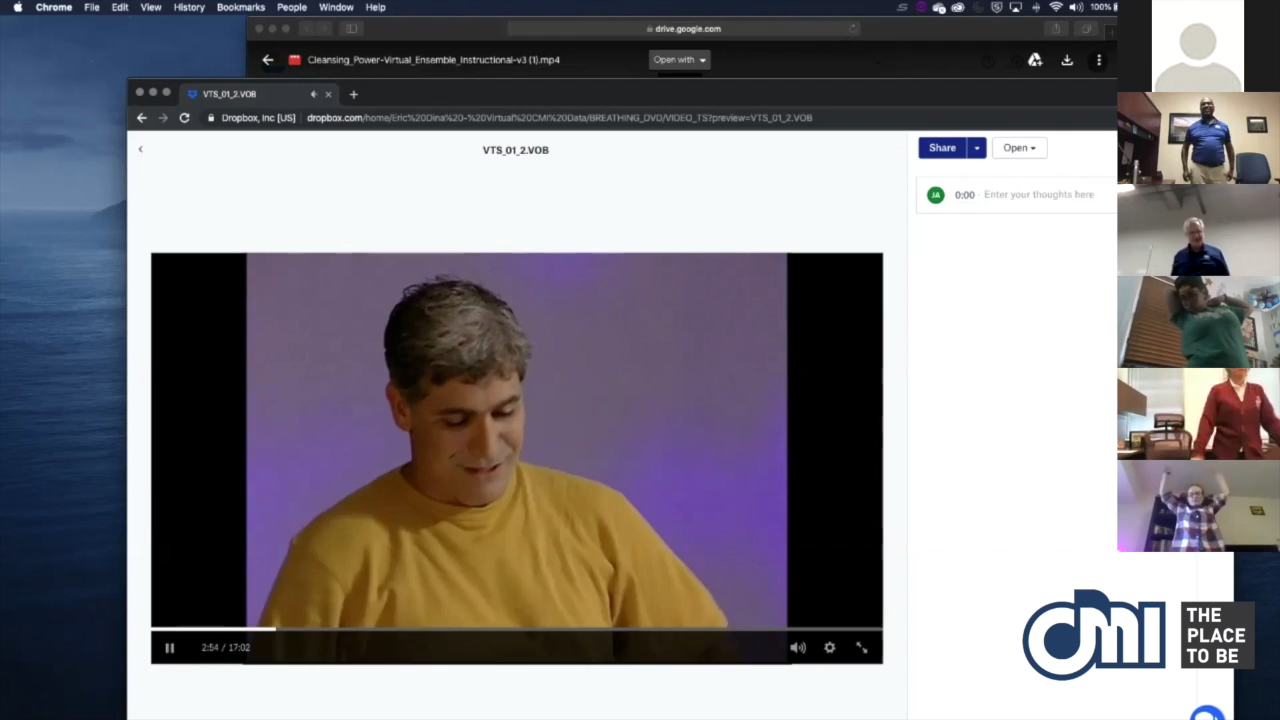 Chrome File Edit View History Bookmarks People Window Help 100%
drive.google.com
Cleansing_Power-Virtual_Ensemble_Instructional-v3 (1).mp4 Open with
VTS_01_2.VOB
Dropbox, Inc [US] dropbox.com/home/Eric%20Dina%20-%20Virtual%20CMI%20Data/BREATHING_DVD/VIDEO_TS?preview=VTS_01_2.VOB
VTS_01_2.VOB
Share Open
JA 0:00 - Enter your thoughts here
2:54 / 17:02
cmi THE
PLACE
TO BE